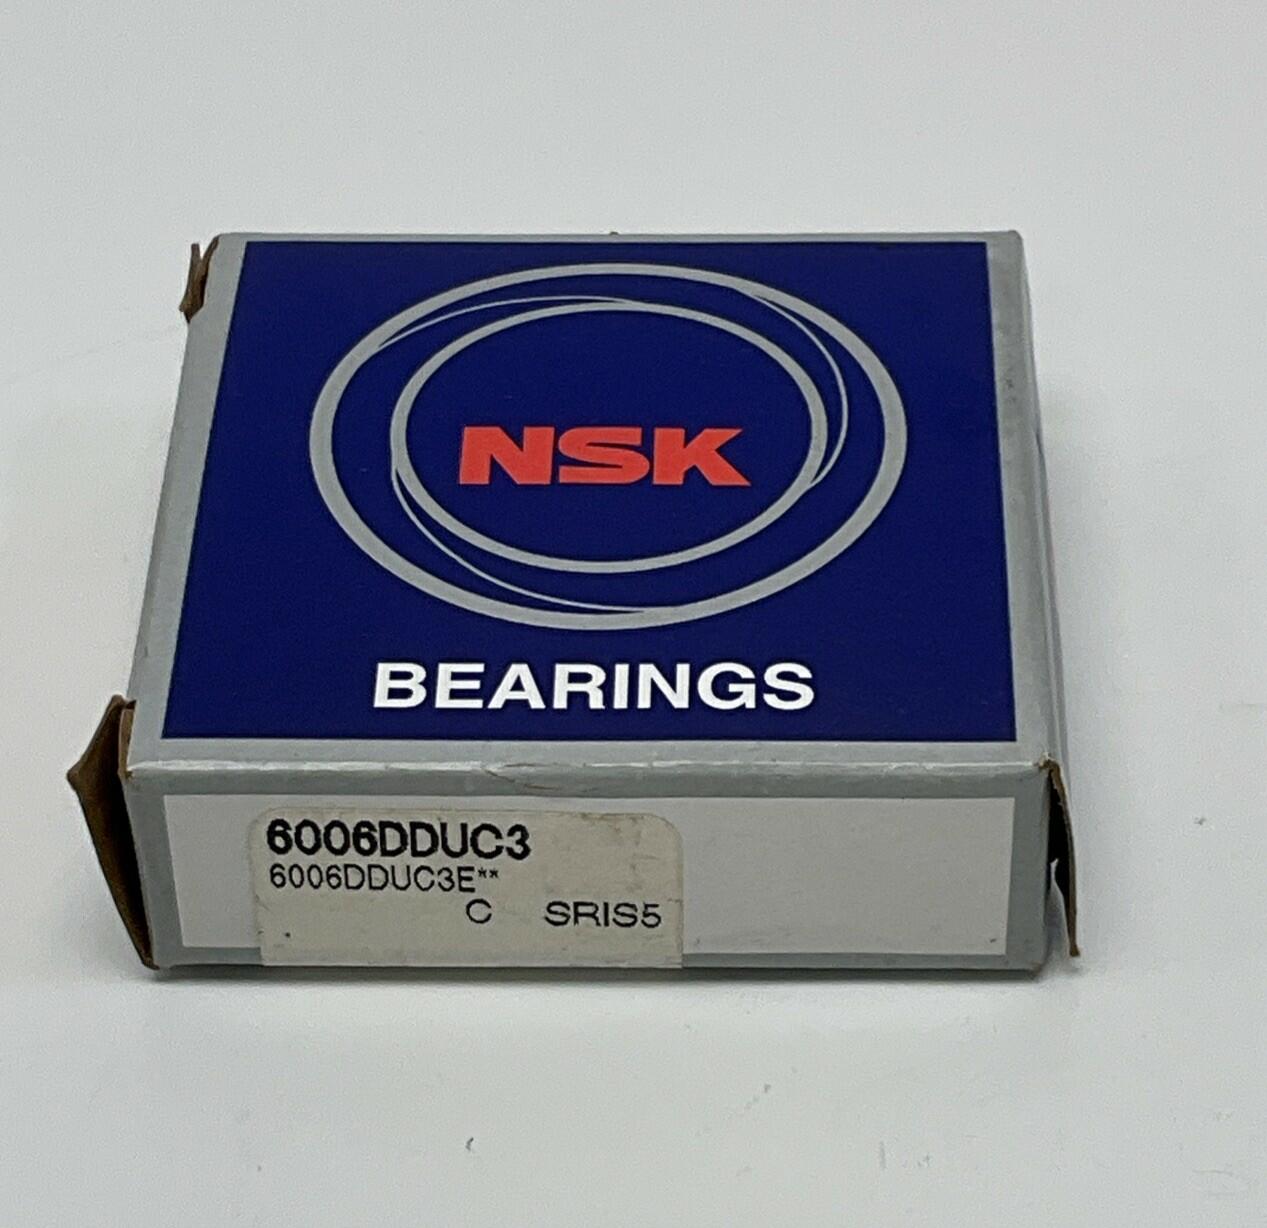 NSK
BEARINGS
6006DDUC3
6006DDUC3E**
C SRIS5